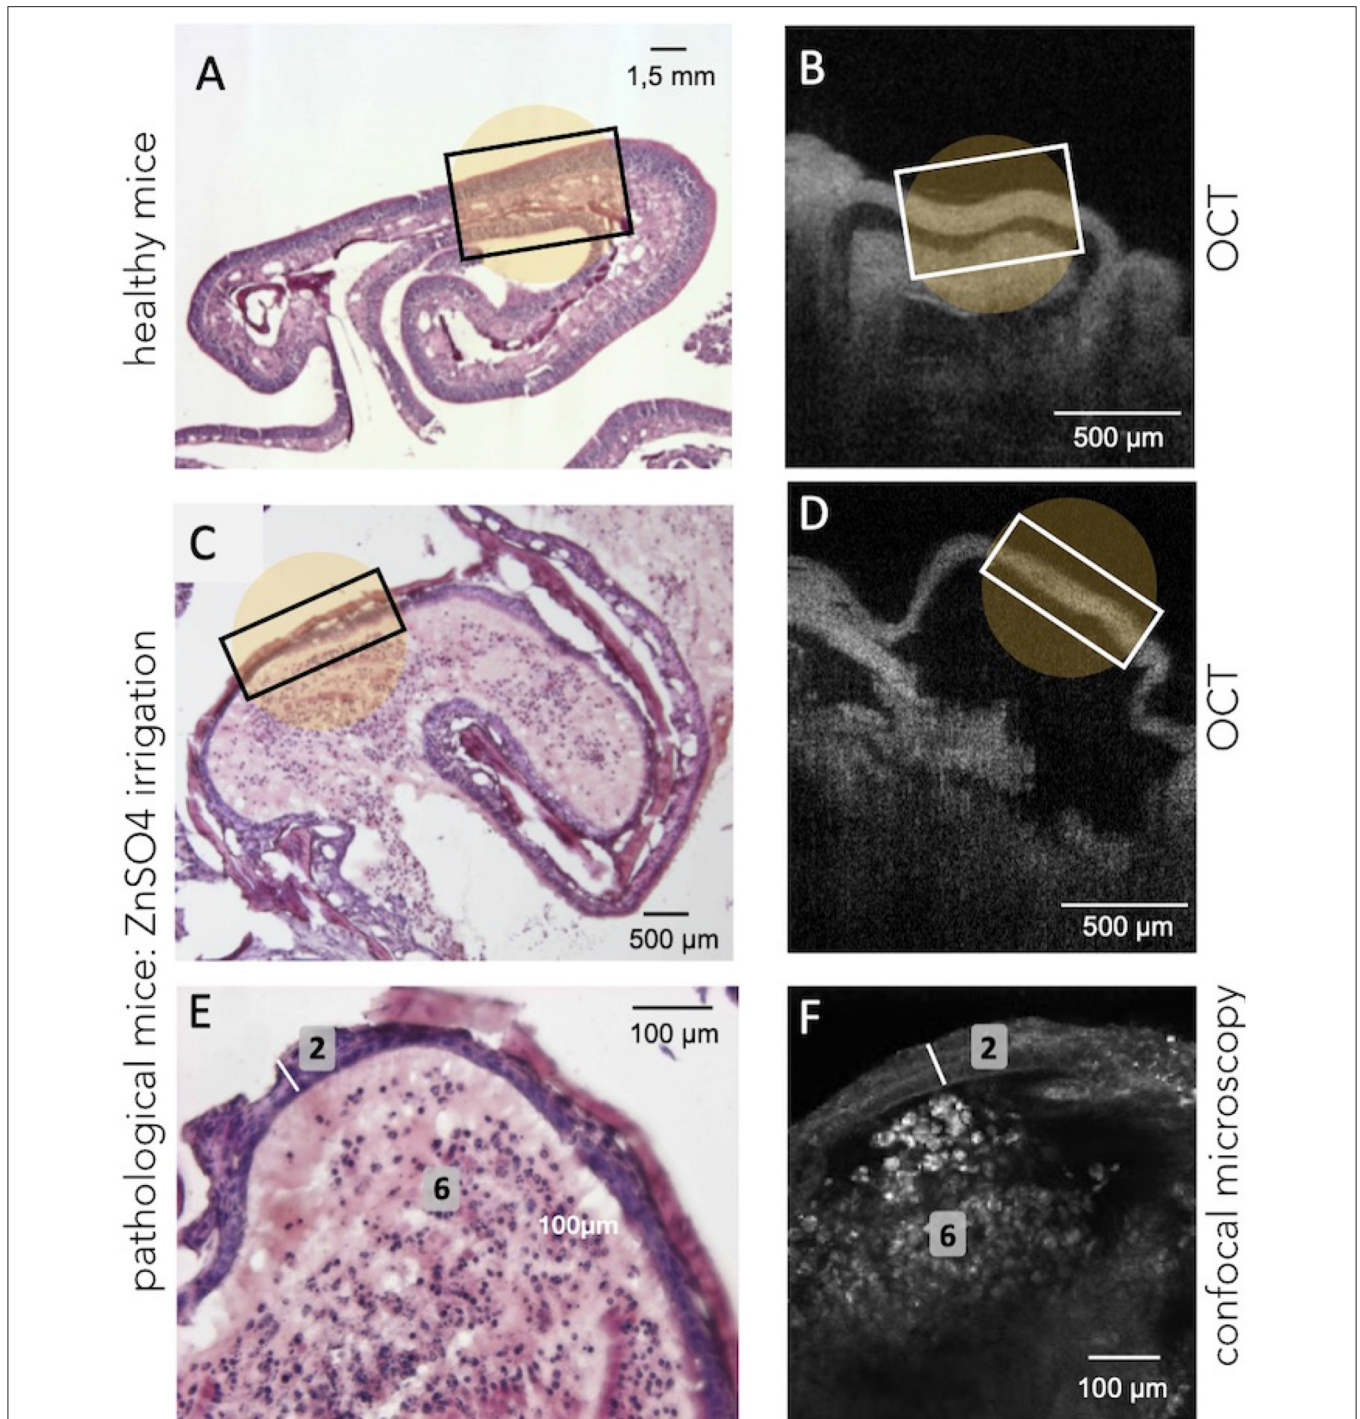 healthy mice
A
1,5 mm
B
500 µm
OCT
pathological mice: ZnSO4 irrigation
C
500 µm
D
500 µm
OCT
E
100 µm
2
6
100µm
F
2
6
100 µm
confocal microscopy